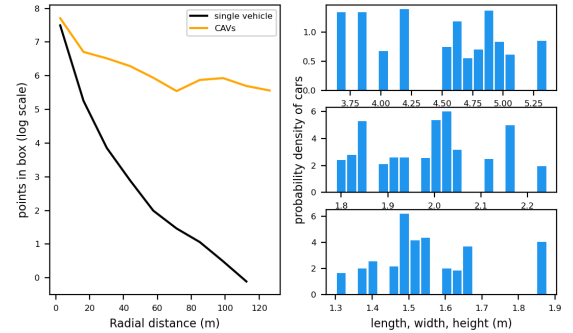 8
7
6
5
4
3
2
1
0
points in box (log scale)
single vehicle
CAVs
0 20 40 60 80 100 120
Radial distance (m)
probability density of cars
1.0
0.5
0.0
3.75 4.00 4.25 4.50 4.75 5.00 5.25
6
4
2
0
1.8 1.9 2.0 2.1 2.2
6
4
2
0
1.3 1.4 1.5 1.6 1.7 1.8 1.9
length, width, height (m)